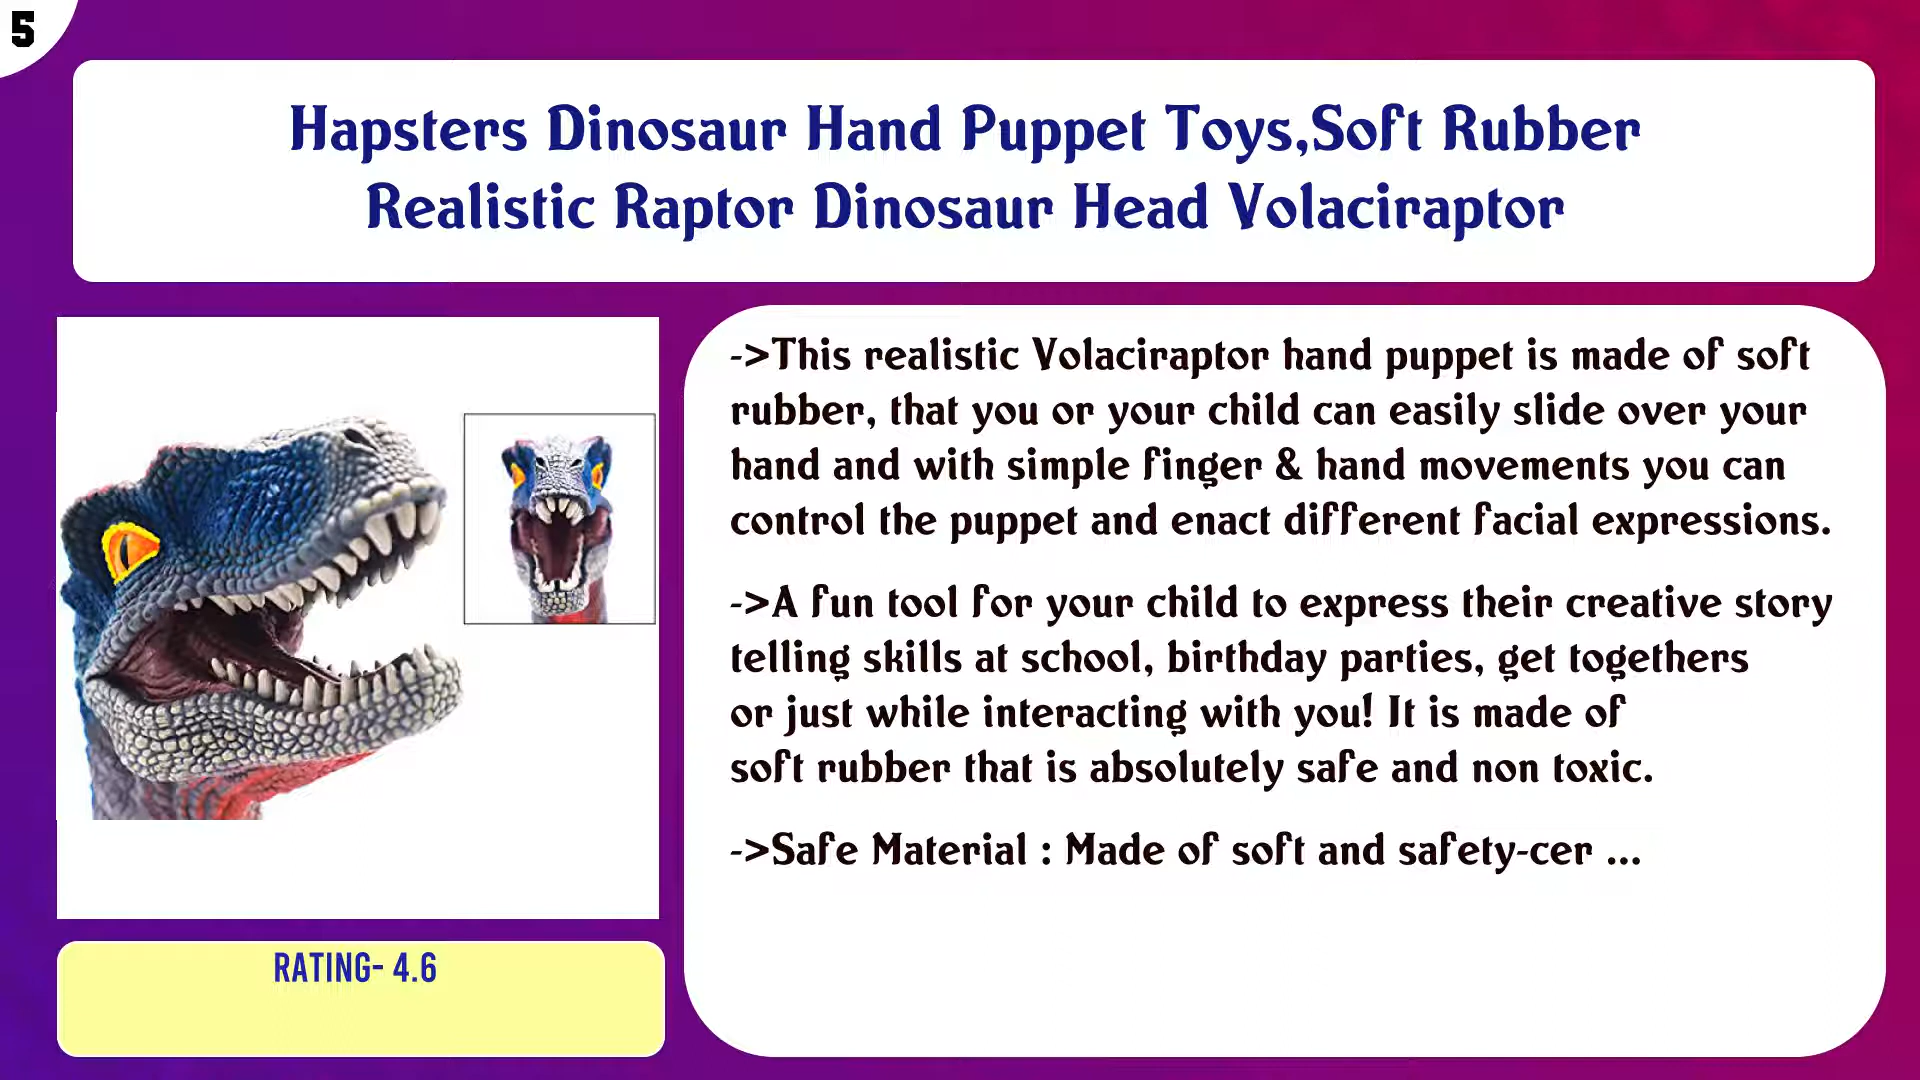 5
Hapsters Dinosaur Hand Puppet Toys,Soft Rubber
Realistic Raptor Dinosaur Head Volaciraptor
->This realistic Volaciraptor hand puppet is made of soft
rubber, that you or your child can easily slide over your
hand and with simple finger & hand movements you can
control the puppet and enact different facial expressions.
->A fun tool for your child to express their creative story
telling skills at school, birthday parties, get togethers
or just while interacting with you! It is made of
soft rubber that is absolutely safe and non toxic.
->Safe Material : Made of soft and safety-cer ...
RATING- 4.6